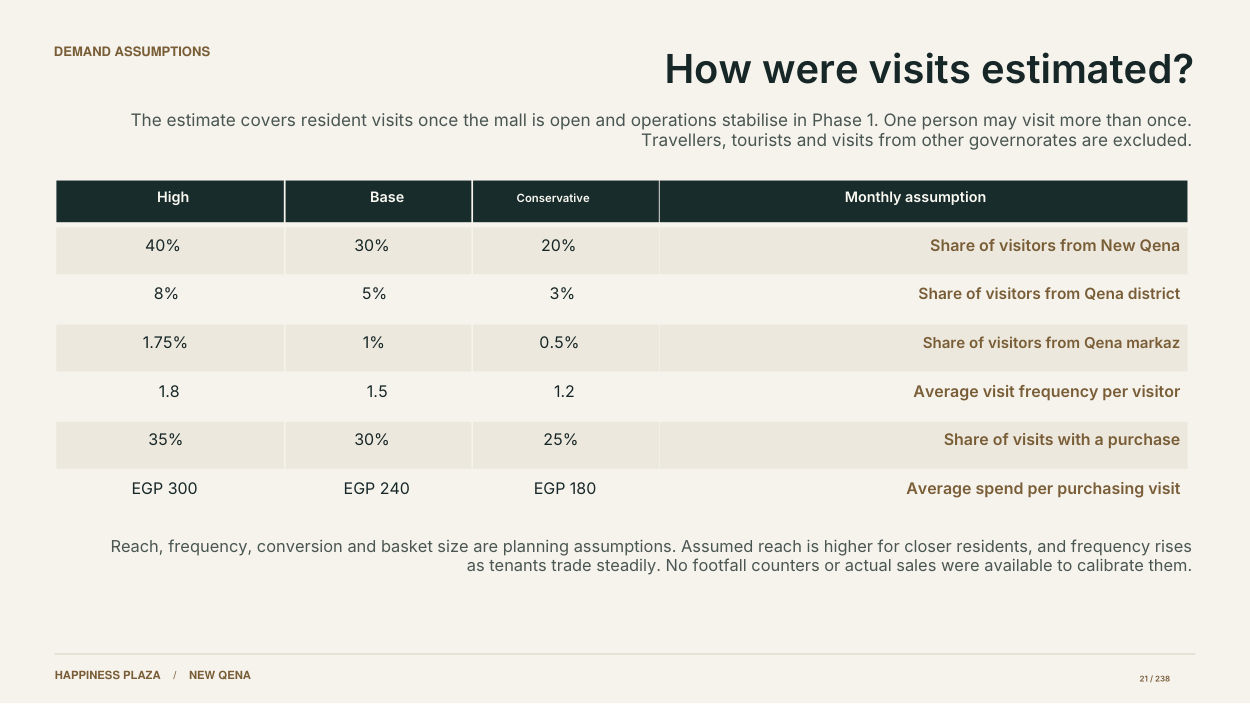 DEMAND ASSUMPTIONS
How were visits estimated?
The estimate covers resident visits once the mall is open and operations stabilise in Phase 1. One person may visit more than once.
Travellers, tourists and visits from other governorates are excluded.
High Base Conservative Monthly assumption
40% 30% 20% Share of visitors from New Qena
8% 5% 3% Share of visitors from Qena district
1.75% 1% 0.5% Share of visitors from Qena markaz
1.8 1.5 1.2 Average visit frequency per visitor
35% 30% 25% Share of visits with a purchase
EGP 300 EGP 240 EGP 180 Average spend per purchasing visit
Reach, frequency, conversion and basket size are planning assumptions. Assumed reach is higher for closer residents, and frequency rises
as tenants trade steadily. No footfall counters or actual sales were available to calibrate them.
HAPPINESS PLAZA / NEW QENA
21 / 238